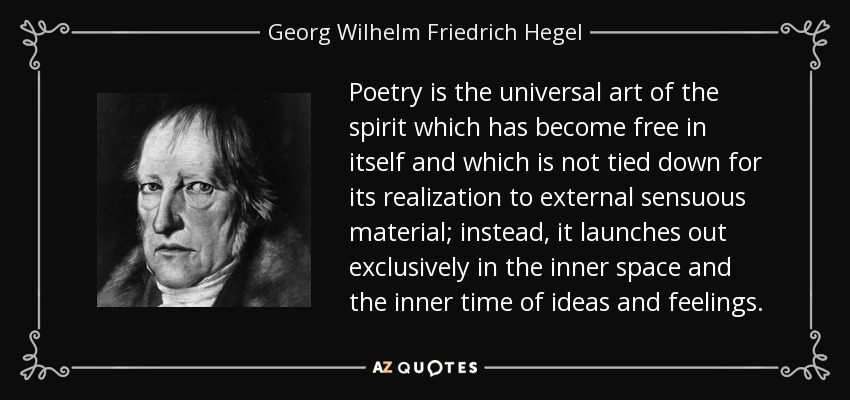 Georg Wilhelm Friedrich Hegel
Poetry is the universal art of the
spirit which has become free in
itself and which is not tied down for
its realization to external sensuous
material; instead, it launches out
exclusively in the inner space and
the inner time of ideas and feelings.
AZ QUOTES